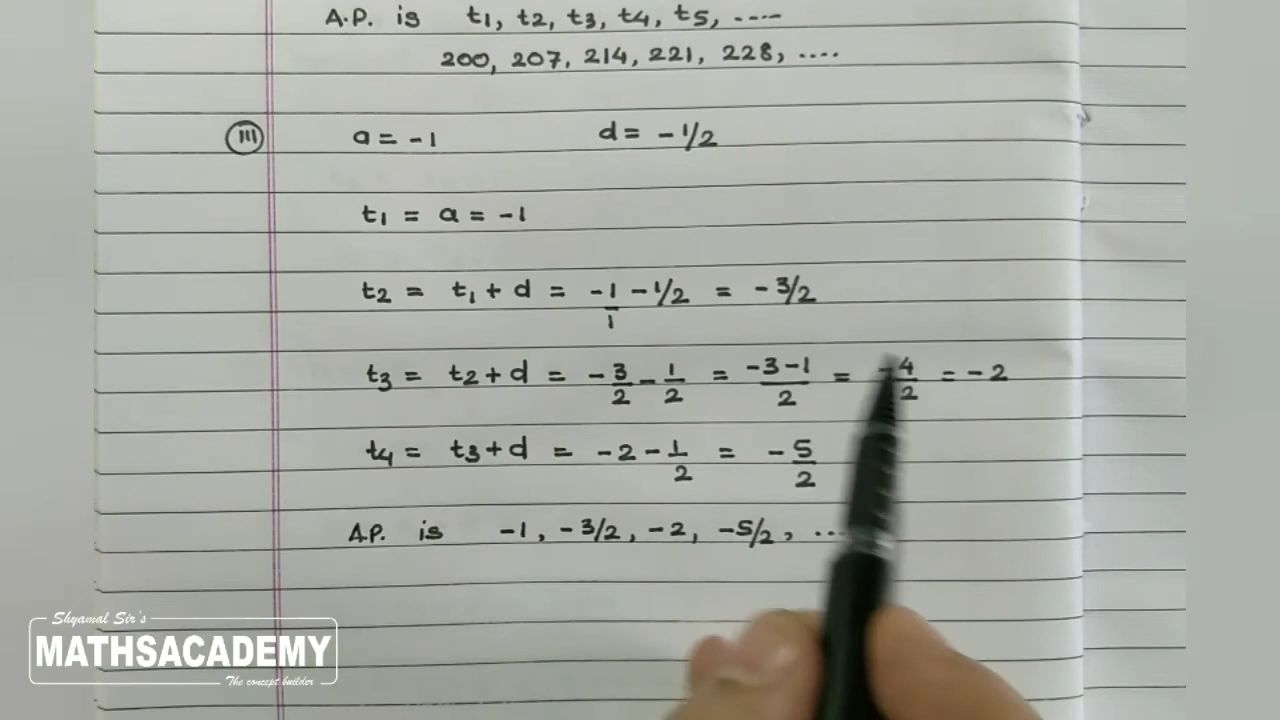 A.P. is t1, t2, t3, t4, t5, ----
200, 207, 214, 221, 228, ....
(III) a = -1 d = -1/2
t1 = a = -1
t2 = t1 + d = -1/1 - 1/2 = -3/2
t3 = t2 + d = -3/2 - 1/2 = -3-1/2 = -4/2 = -2
t4 = t3 + d = -2 - 1/2 = -5/2
A.P. is -1, -3/2, -2, -5/2, ...
Shyamal Sir's
MATHSACADEMY
The concept builder